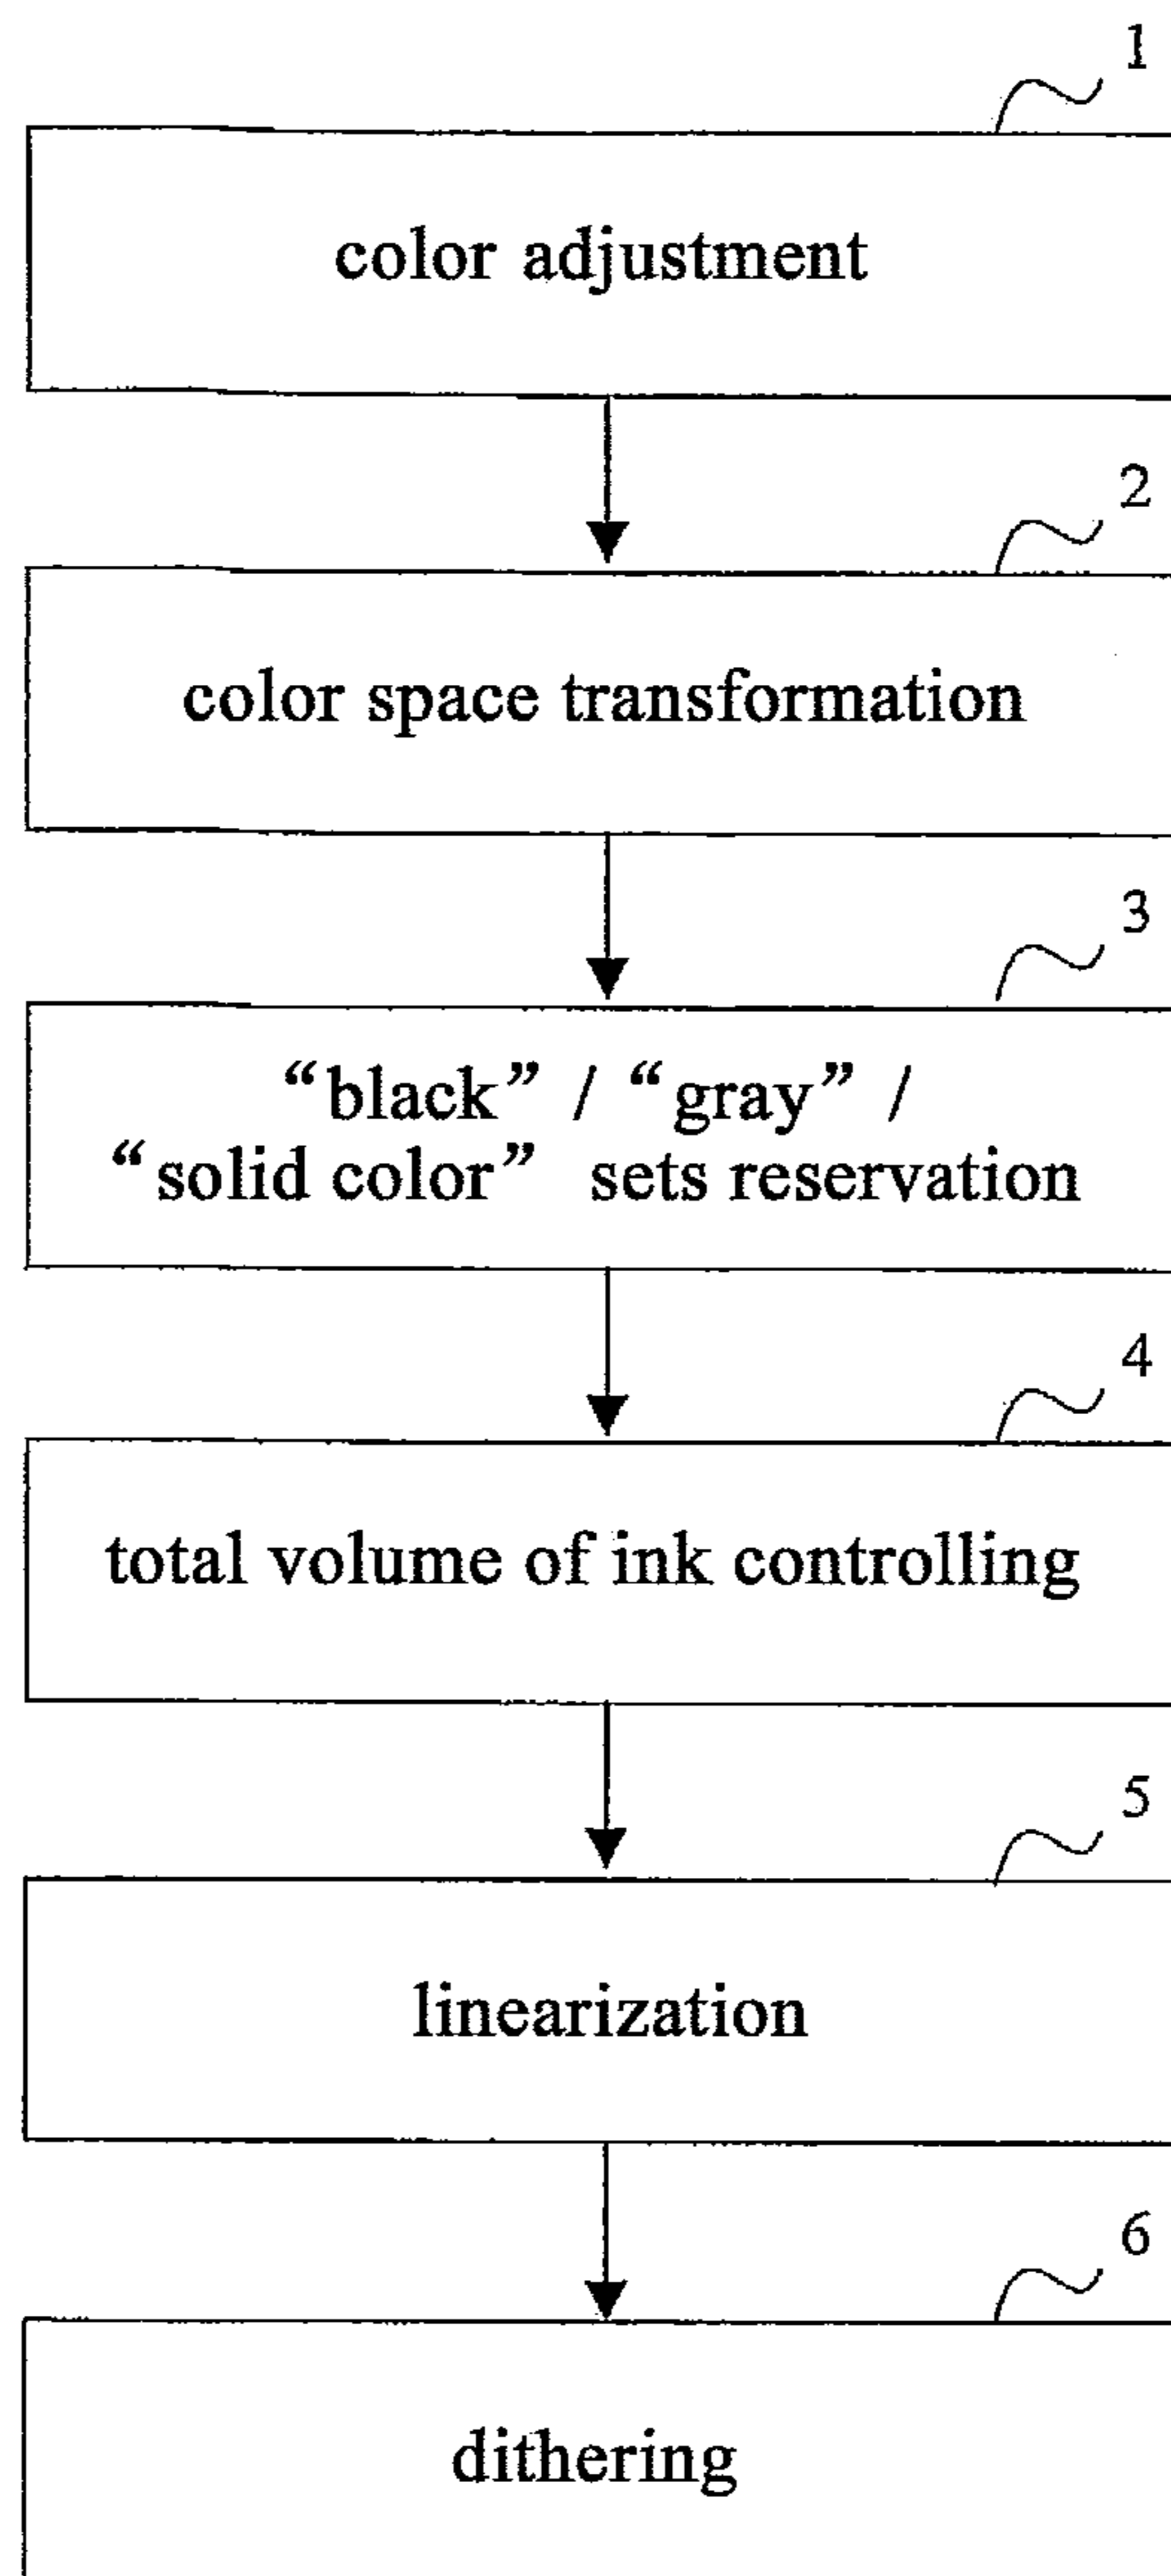 1
color adjustment
2
color space transformation
3
“black” / “gray” /
“solid color” sets reservation
4
total volume of ink controlling
5
linearization
6
dithering